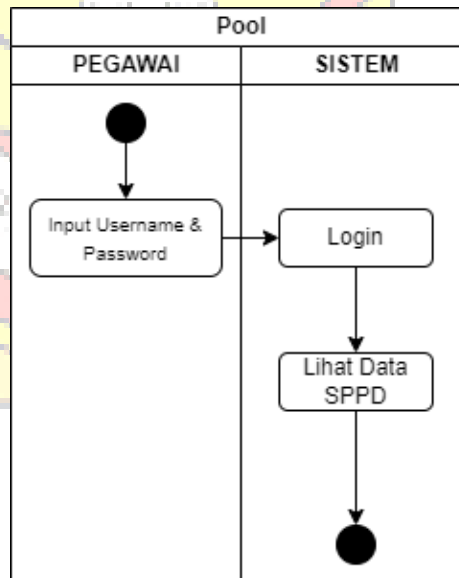 Pool
PEGAWAI
SISTEM
Input Username &
Password
Login
Lihat Data
SPPD